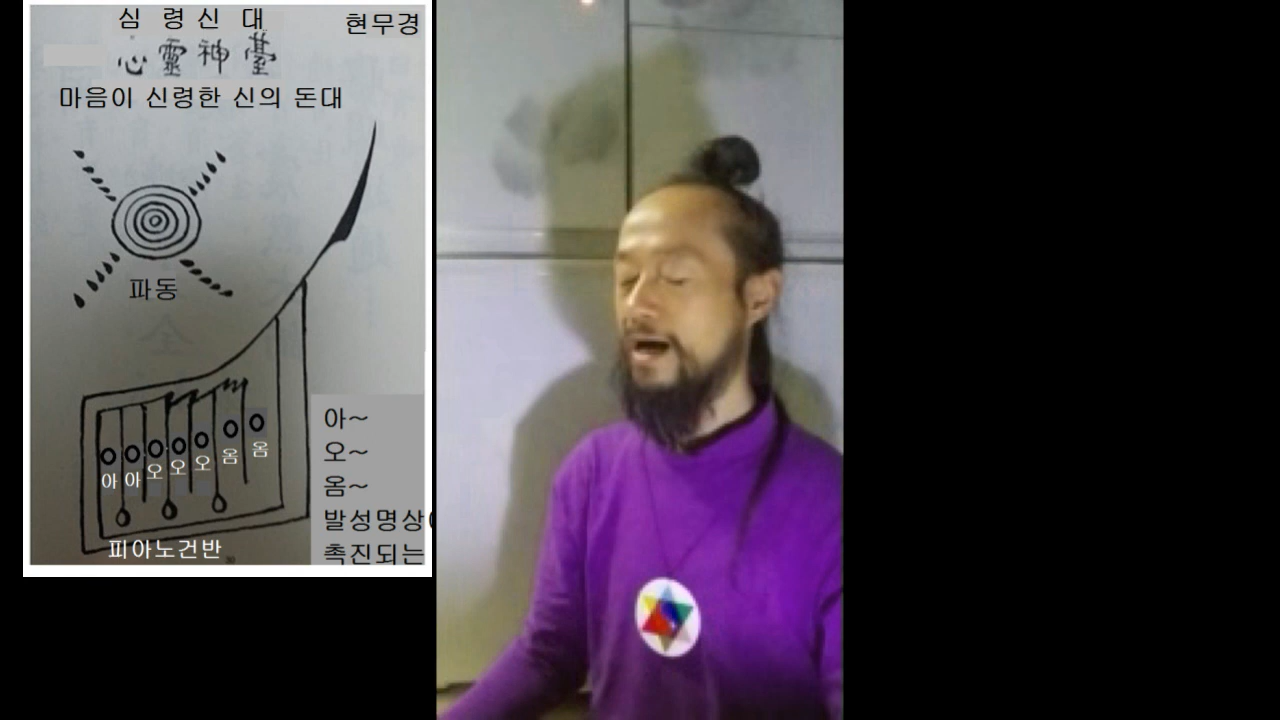 심 령 신 대
현무경
心 靈 神 臺
마음이 신령한 신의 돈대
파동
아 아 오 오 오 옴 옴
피아노건반
아~
오~
옴~
발성명상
촉진되는